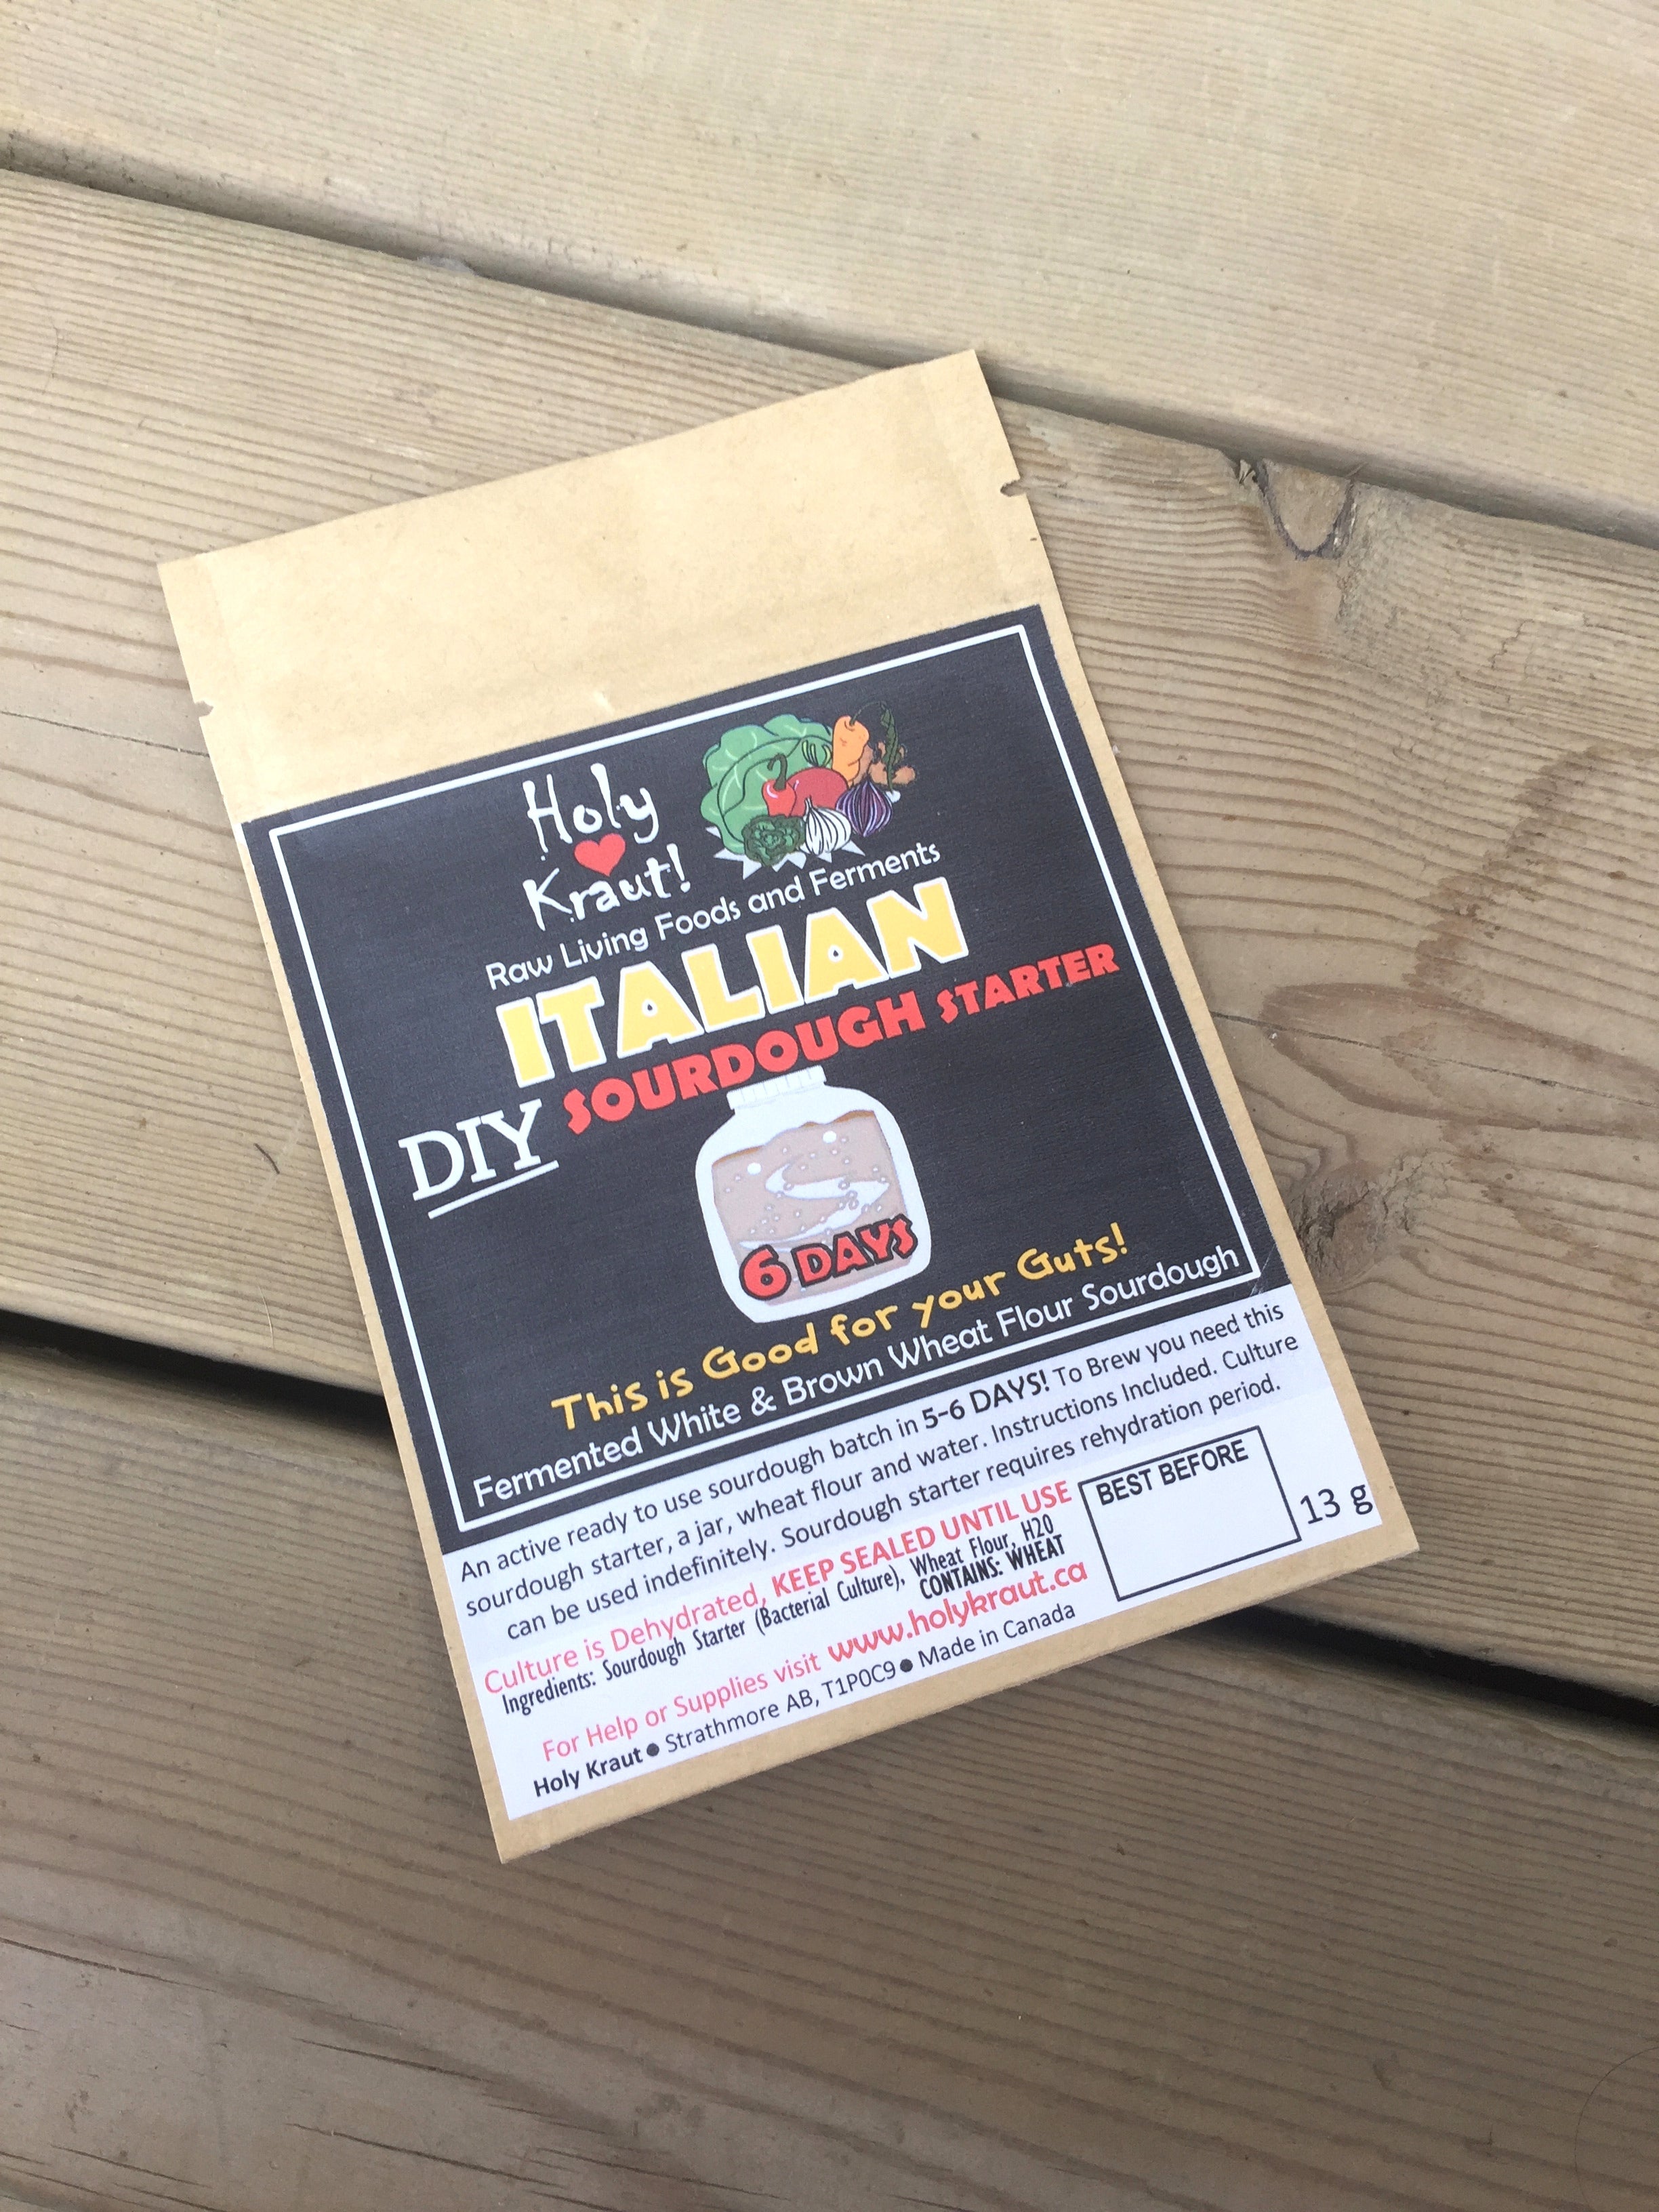 Holy
Kraut!
Raw Living Foods and Ferments
ITALIAN
DIY SOURDOUGH STARTER
6 DAYS
This is Good for your Guts!
Fermented White & Brown Wheat Flour Sourdough
An active ready to use sourdough batch in 5-6 DAYS! To Brew you need this
sourdough starter, a jar, wheat flour and water. Instructions Included. Culture
can be used indefinitely. Sourdough starter requires rehydration period.
Culture is Dehydrated, KEEP SEALED UNTIL USE
Ingredients: Sourdough Starter (Bacterial Culture), Wheat Flour, H20
CONTAINS: WHEAT
For Help or Supplies visit www.holykraut.ca
Holy Kraut ● Strathmore AB, T1P0C9 ● Made in Canada
BEST BEFORE
13 g